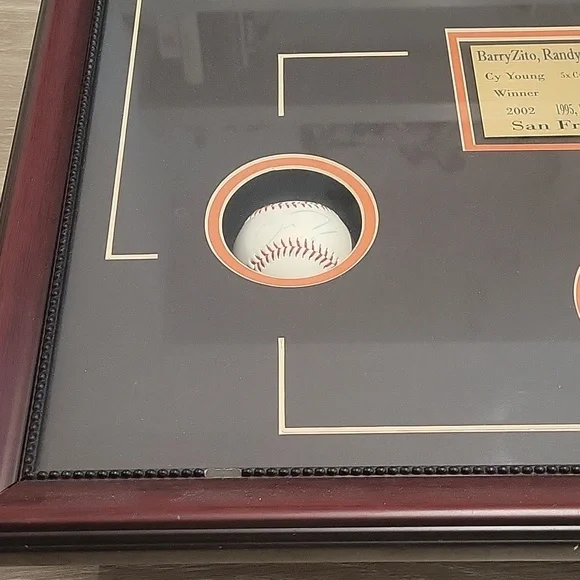 BarryZito, Randy
Cy Young 5x C
Winner
2002 1995,
San Fr